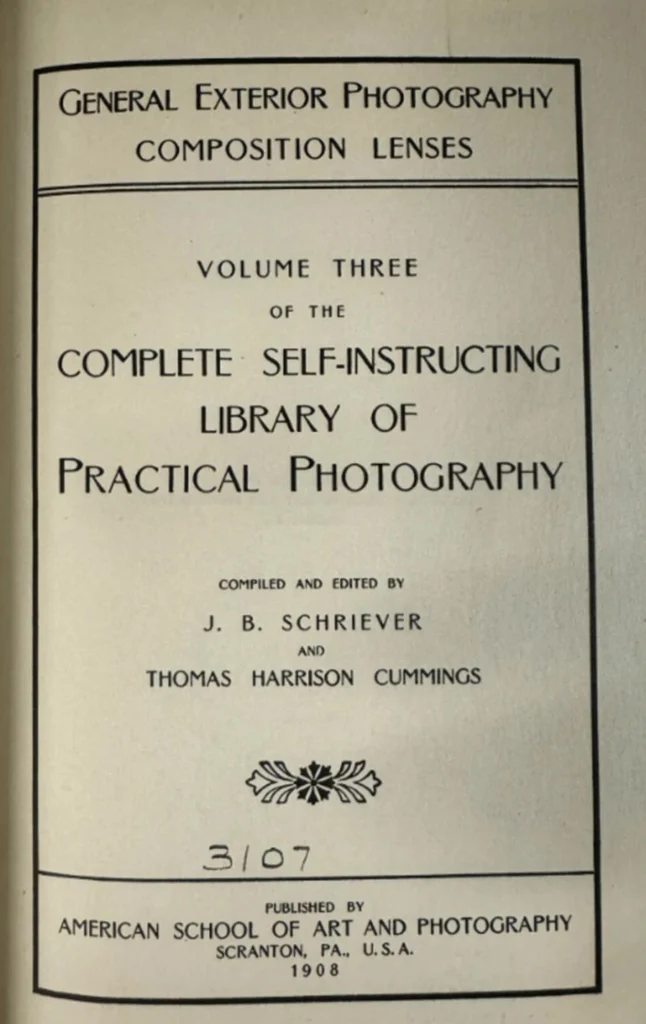 GENERAL EXTERIOR PHOTOGRAPHY
COMPOSITION LENSES
VOLUME THREE
OF THE
COMPLETE SELF-INSTRUCTING
LIBRARY OF
PRACTICAL PHOTOGRAPHY
COMPILED AND EDITED BY
J. B. SCHRIEVER
AND
THOMAS HARRISON CUMMINGS
3107
PUBLISHED BY
AMERICAN SCHOOL OF ART AND PHOTOGRAPHY
SCRANTON, PA., U.S.A.
1908